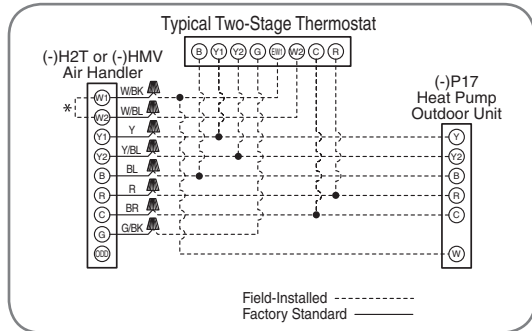 Typical Two-Stage Thermostat
B Y1 Y2 G EW1 W2 C R
(-)H2T or (-)HMV
Air Handler
(-)P17
Heat Pump
Outdoor Unit
W1 W/BK
*
W2 W/BL
Y1 Y Y
Y2 Y/BL Y2
B BL B
R R R
C BR C
G G/BK
ODD W
Field-Installed
Factory Standard